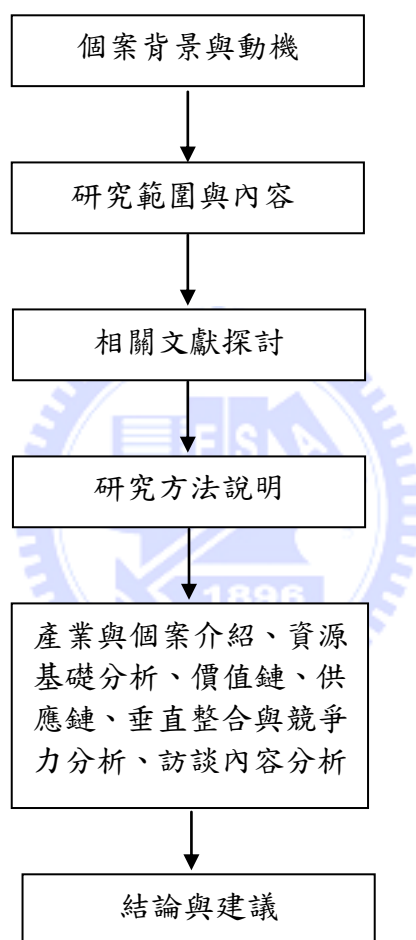 個案背景與動機
研究範圍與內容
相關文獻探討
ESA
研究方法說明
1896
產業與個案介紹、資源
基礎分析、價值鏈、供
應鏈、垂直整合與競爭
力分析、訪談內容分析
結論與建議